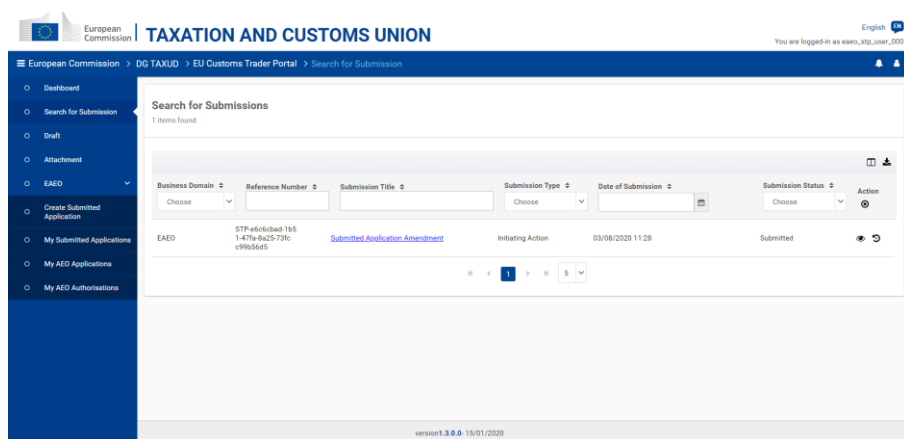 European
Commission
TAXATION AND CUSTOMS UNION
English EN
You are logged-in as eaeo_stp_user_000
European Commission > DG TAXUD > EU Customs Trader Portal > Search for Submission
Dashboard
Search for Submission
Draft
Attachment
EAEO
Create Submitted
Application
My Submitted Applications
My AEO Applications
My AEO Authorisations
Search for Submissions
1 items found
Business Domain Reference Number Submission Title Submission Type Date of Submission Submission Status Action
Choose Choose Choose
EAEO STP-e6c6cbad-1b5 Submitted Application Amendment Initiating Action 03/08/2020 11:28 Submitted
1-47fa-8a25-73fc
c99b56d5
1 5
version1.3.0.0- 15/01/2020